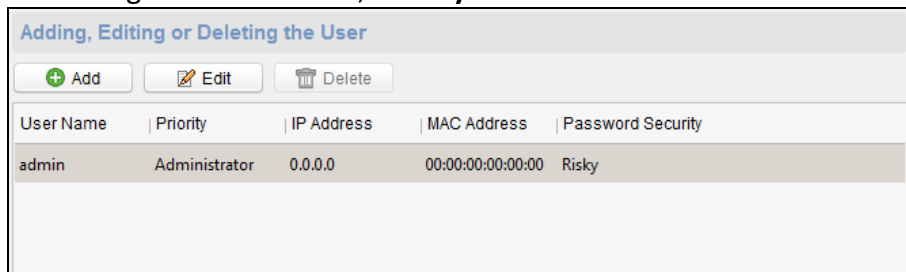 Adding, Editing or Deleting the User
Add Edit Delete
User Name Priority IP Address MAC Address Password Security
admin Administrator 0.0.0.0 00:00:00:00:00:00 Risky